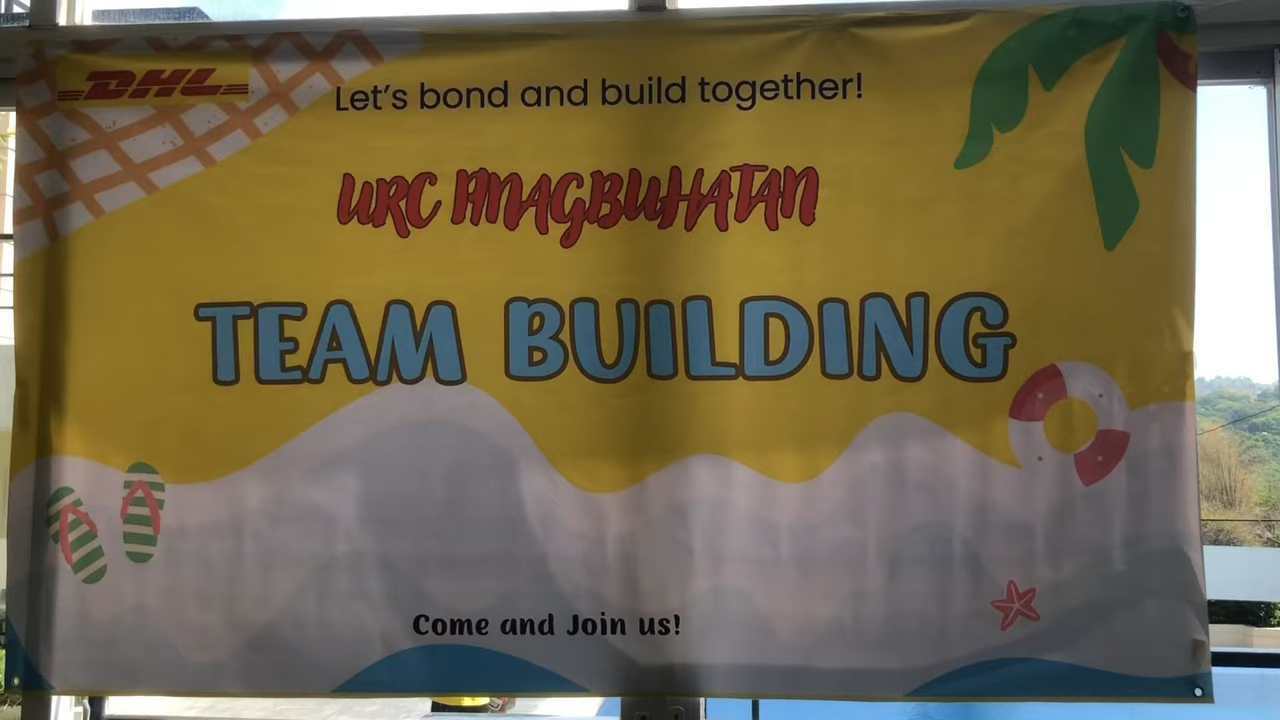 DHL
Let's bond and build together!
URC PINAGBUHATAN
TEAM BUILDING
Come and Join us!